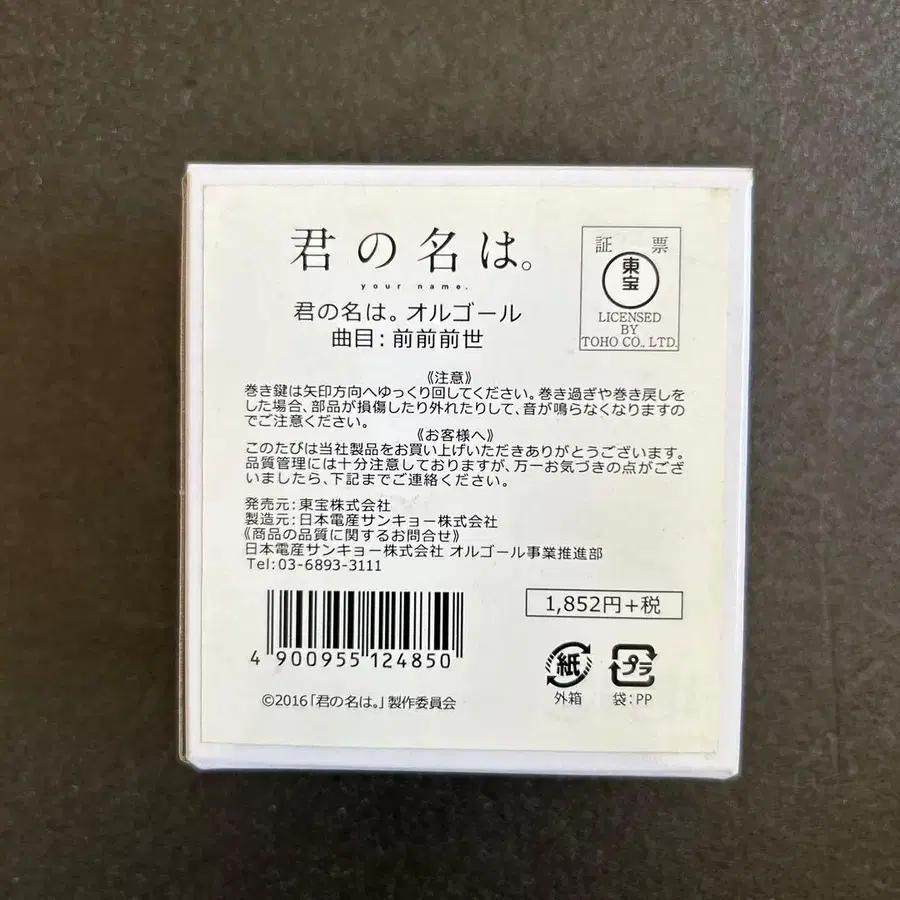 君の名は。
your name.
君の名は。オルゴール
曲目：前前前世
証 票
東宝
LICENSED
BY
TOHO CO., LTD.
《注意》
巻き鍵は矢印方向へゆっくり回してください。巻き過ぎや巻き戻しを
した場合、部品が損傷したり外れたりして、音が鳴らなくなりますの
でご注意ください。
《お客様へ》
このたびは当社製品をお買い上げいただきありがとうございます。
品質管理には十分注意しておりますが、万一お気づきの点がござ
いましたら、下記までご連絡ください。
発売元：東宝株式会社
製造元：日本電産サンキョー株式会社
《商品の品質に関するお問合せ》
日本電産サンキョー株式会社 オルゴール事業推進部
Tel:03-6893-3111
1,852円+税
4 900955 124850
紙
外箱
プラ
袋：PP
©2016「君の名は。」製作委員会